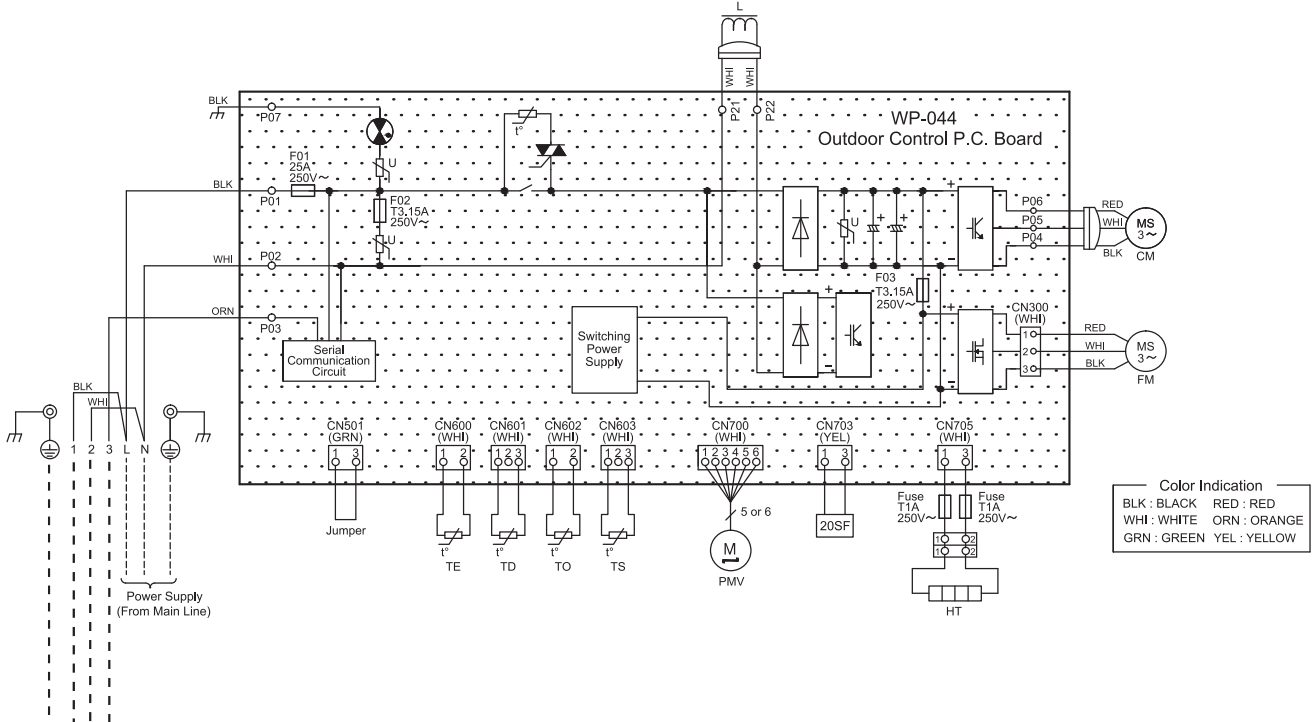 L
WHI
WHI
P21
P22
BLK
P07
WP-044
Outdoor Control P.C. Board
t°
U
F01
25A
250V~
BLK
P01
F02
T3.15A
250V~
U
U
+
+
+
+
-
-
P06
P05
P04
RED
WHI
BLK
MS
3~
CM
WHI
P02
F03
T3.15A
250V~
ORN
P03
Serial
Communication
Circuit
Switching
Power
Supply
+
-
+
-
CN300
(WHI)
1
2
3
RED
WHI
BLK
MS
3~
FM
BLK
WHI
1 2 3 L N
Power Supply
(From Main Line)
CN501
(GRN)
1 3
Jumper
CN600
(WHI)
1 2
t°
TE
CN601
(WHI)
1 2 3
t°
TD
CN602
(WHI)
1 2
t°
TO
CN603
(WHI)
1 2 3
t°
TS
CN700
(WHI)
1 2 3 4 5 6
5 or 6
M
PMV
CN703
(YEL)
1 3
20SF
CN705
(WHI)
1 3
Fuse
T1A
250V~
Fuse
T1A
250V~
1 2
1 2
HT
Color Indication
BLK : BLACK RED : RED
WHI : WHITE ORN : ORANGE
GRN : GREEN YEL : YELLOW